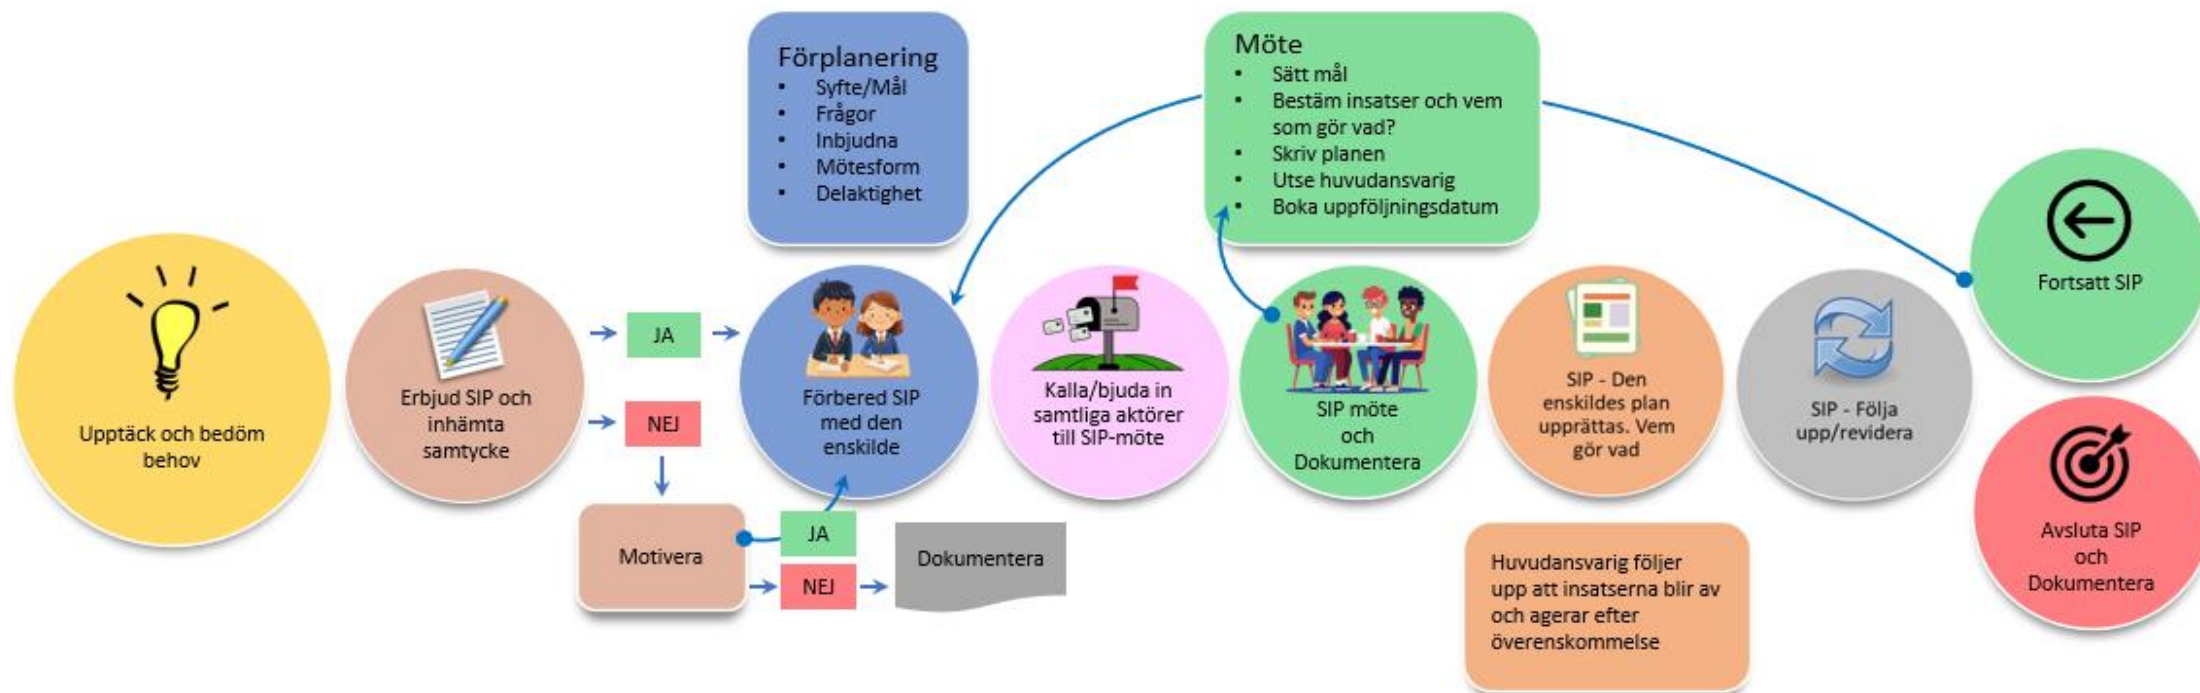 Förplanering
• Syfte/Mål
• Frågor
• Inbjudna
• Mötesform
• Delaktighet
Möte
• Sätt mål
• Bestäm insatser och vem
som gör vad?
• Skriv planen
• Utse huvudansvarig
• Boka uppföljningsdatum
Upptäck och bedöm
behov
Erbjud SIP och
inhämta
samtycke
JA
NEJ
Motivera
JA
NEJ
Dokumentera
Förbered SIP
med den
enskilde
Kalla/bjuda in
samtliga aktörer
till SIP-möte
SIP möte
och
Dokumentera
SIP - Den
enskildes plan
upprättas. Vem
gör vad
Huvudansvarig följer
upp att insatserna blir av
och agerar efter
överenskommelse
SIP - Följa
upp/revidera
Fortsatt SIP
Avsluta SIP
och
Dokumentera